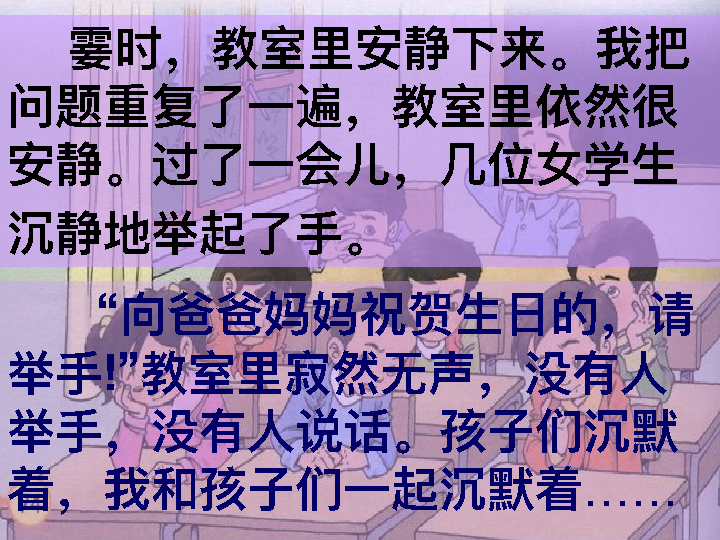 霎时，教室里安静下来。我把
问题重复了一遍，教室里依然很
安静。过了一会儿，几位女学生
沉静地举起了手。
“向爸爸妈妈祝贺生日的，请
举手!”教室里寂然无声，没有人
举手，没有人说话。孩子们沉默
着，我和孩子们一起沉默着……